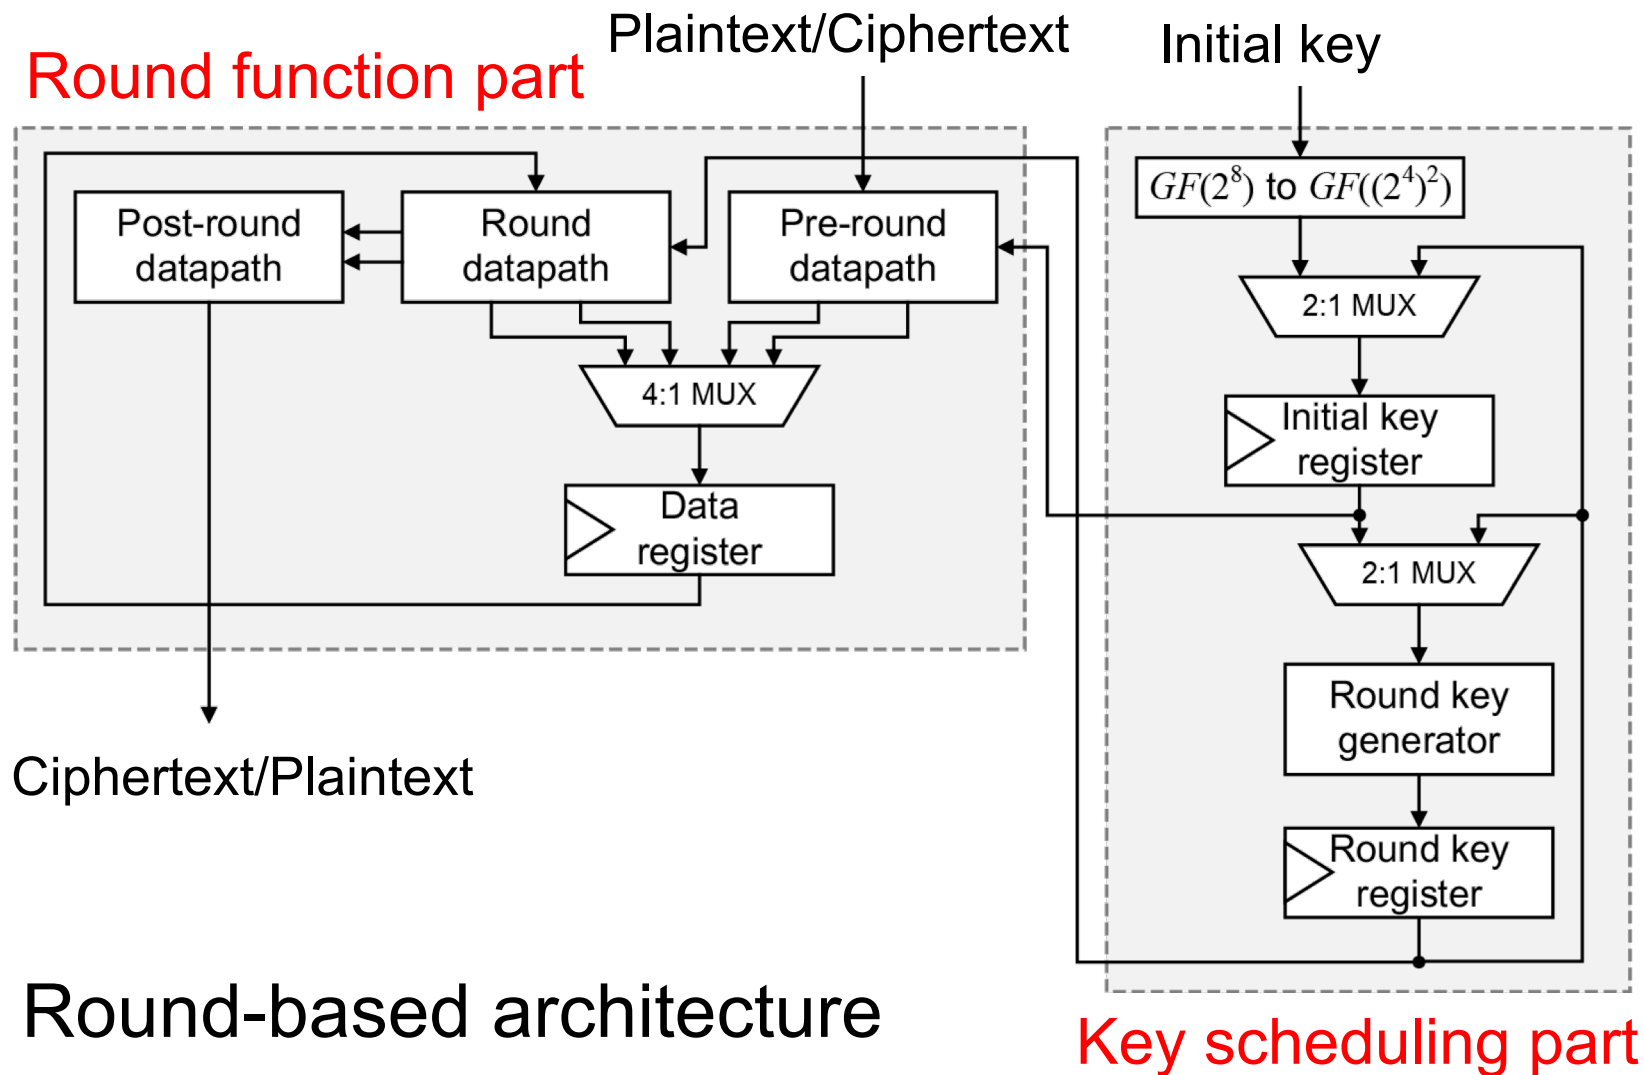 Plaintext/Ciphertext
Initial key
Round function part
GF(2⁸) to GF((2⁴)²)
Post-round
datapath
Round
datapath
Pre-round
datapath
2:1 MUX
4:1 MUX
Initial key
register
Data
register
2:1 MUX
Round key
generator
Ciphertext/Plaintext
Round key
register
Round-based architecture
Key scheduling part